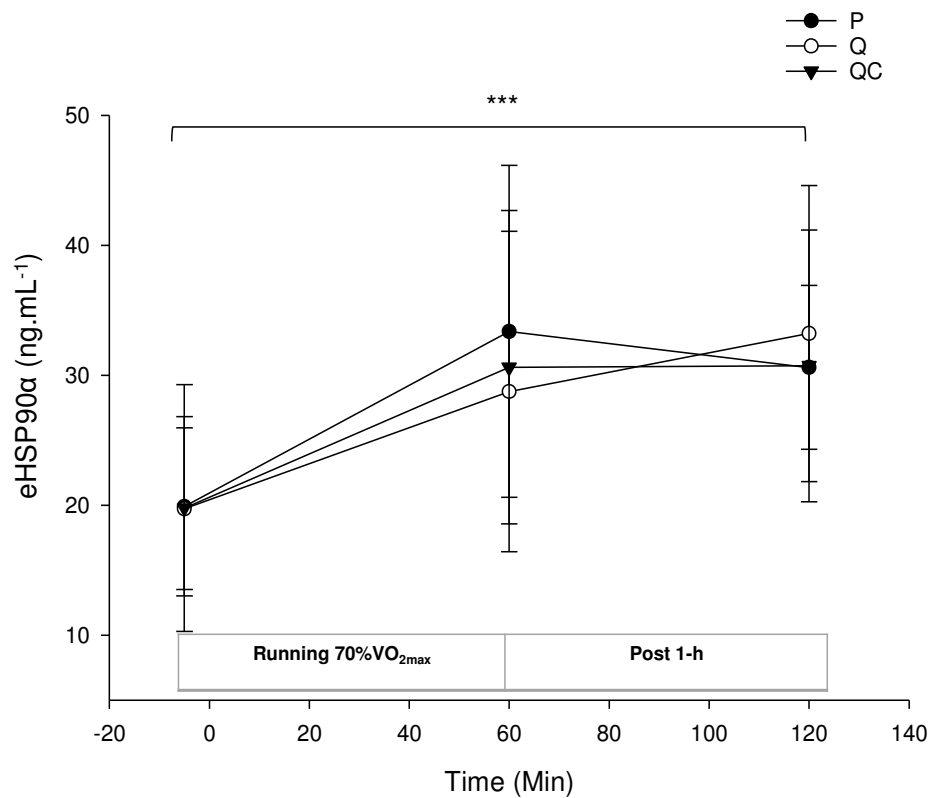 P
Q
QC
***
50
40
30
20
10
eHSP90α (ng.mL-1)
Running 70%VO2max
Post 1-h
-20 0 20 40 60 80 100 120 140
Time (Min)